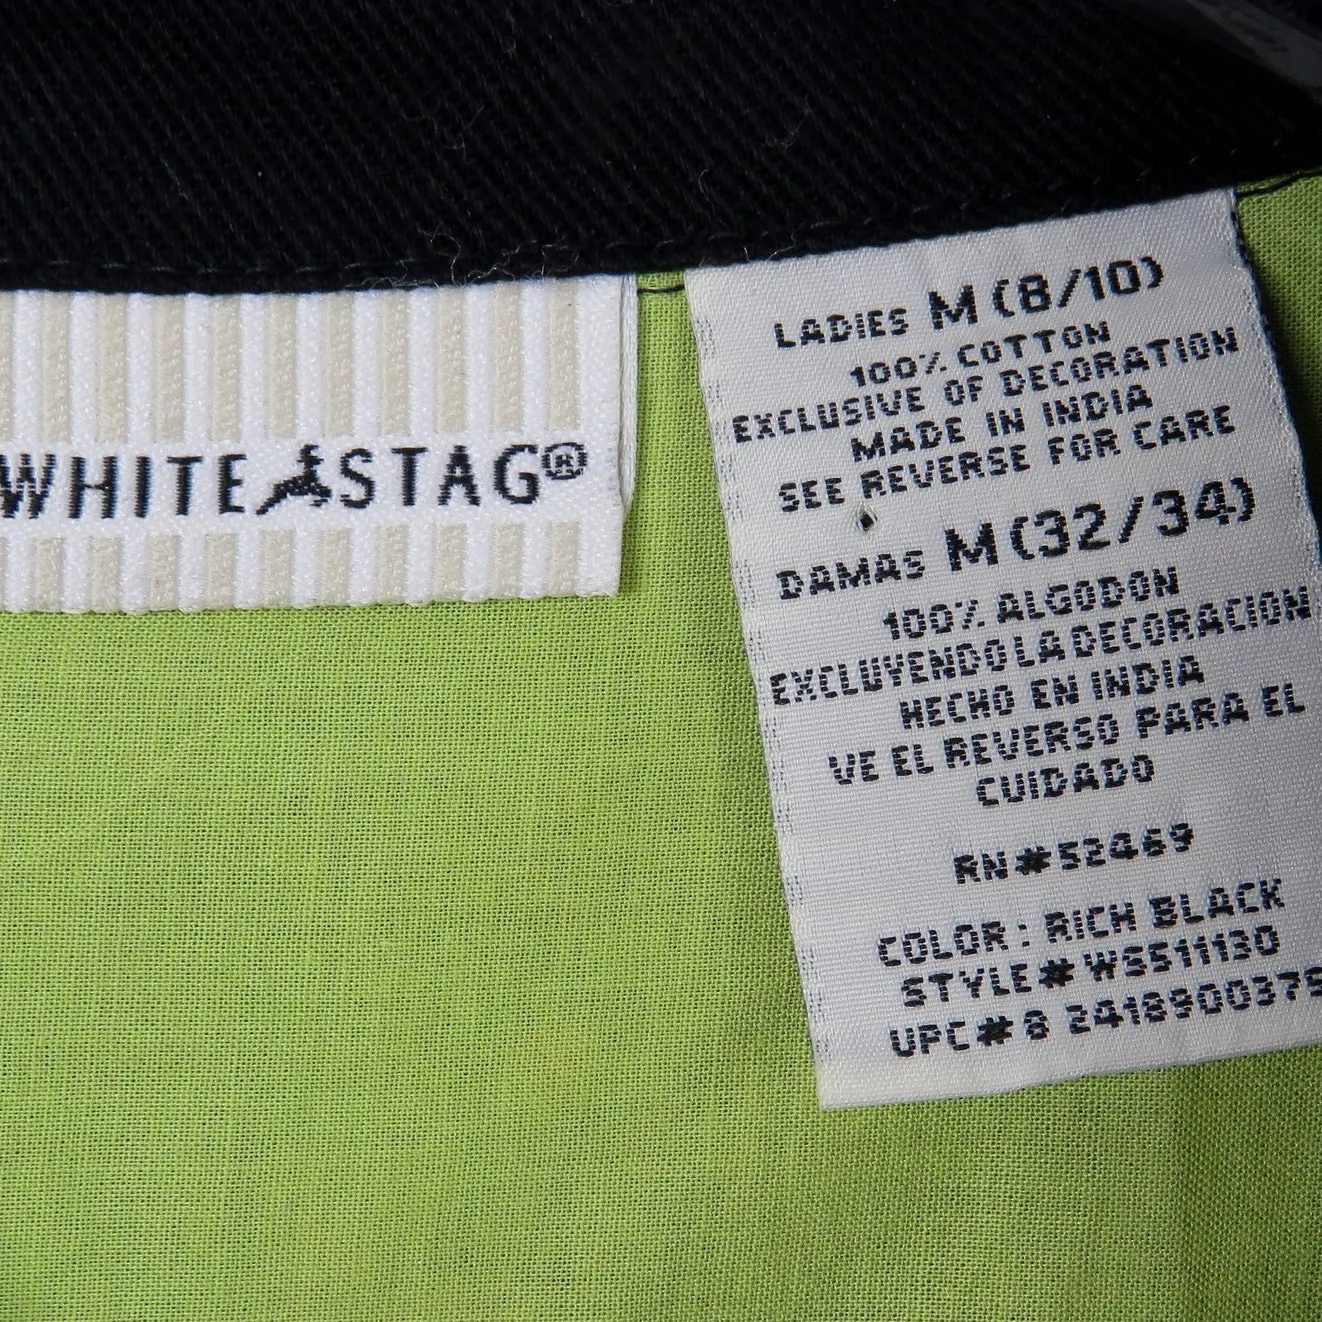 WHITE STAG®
LADIES M (8/10)
100% COTTON
EXCLUSIVE OF DECORATION
MADE IN INDIA
SEE REVERSE FOR CARE
DAMAS M (32/34)
100% ALGODON
EXCLUYENDO LA DECORACION
HECHO EN INDIA
VE EL REVERSO PARA EL
CUIDADO
RN#52469
COLOR: RICH BLACK
STYLE# WS511130
UPC# 8